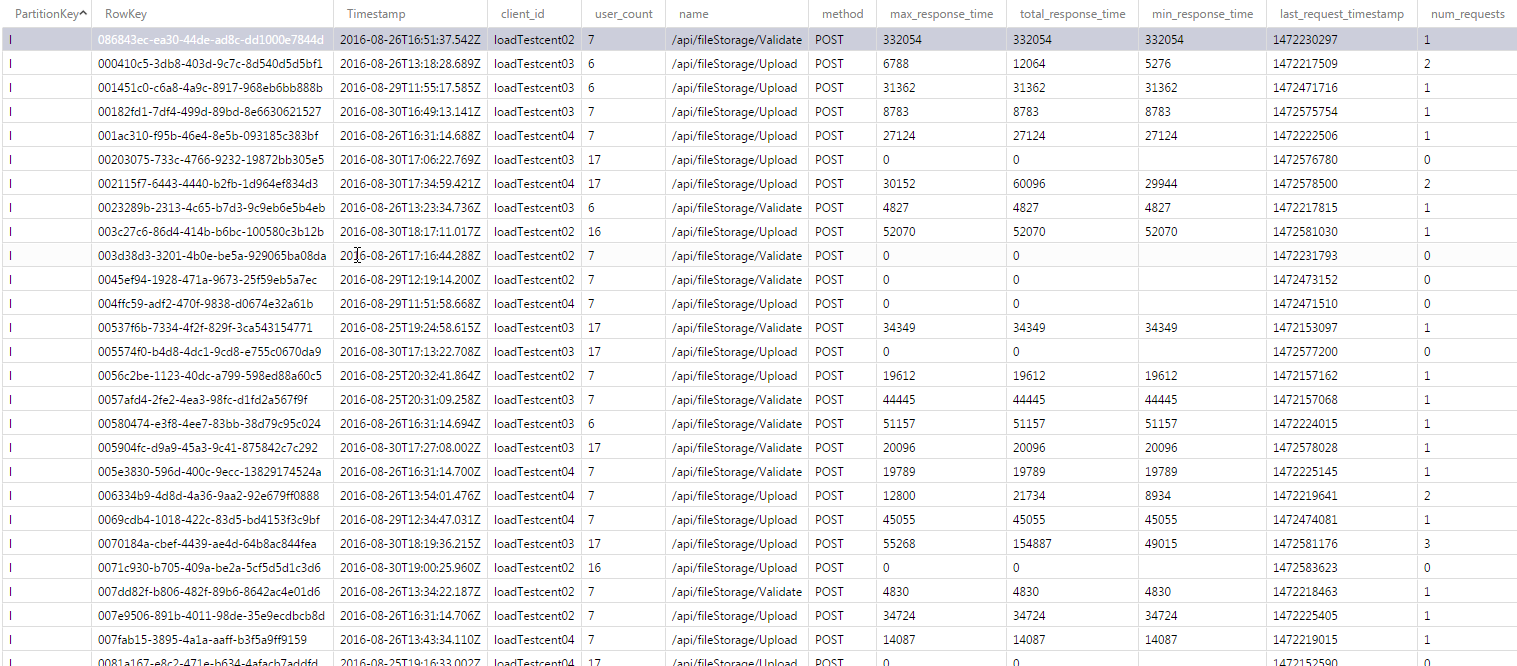 PartitionKey RowKey Timestamp client_id user_count name method max_response_time total_response_time min_response_time last_request_timestamp num_requests
I 086843ec-ea30-44de-ad8c-dd1000e7844d 2016-08-26T16:51:37.542Z loadTestcent02 7 /api/fileStorage/Validate POST 332054 332054 332054 1472230297 1
I 000410c5-3db8-403d-9c7c-8d540d5d5bf1 2016-08-26T13:18:28.689Z loadTestcent03 6 /api/fileStorage/Upload POST 6788 12064 5276 1472217509 2
I 001451c0-c6a8-4a9c-8917-968eb6bb888b 2016-08-29T11:55:17.585Z loadTestcent03 6 /api/fileStorage/Upload POST 31362 31362 31362 1472471716 1
I 00182fd1-7df4-499d-89bd-8e6630621527 2016-08-30T16:49:13.141Z loadTestcent03 7 /api/fileStorage/Upload POST 8783 8783 8783 1472575754 1
I 001ac310-f95b-46e4-8e5b-093185c383bf 2016-08-26T16:31:14.688Z loadTestcent04 7 /api/fileStorage/Upload POST 27124 27124 27124 1472222506 1
I 00203075-733c-4766-9232-19872bb305e5 2016-08-30T17:06:22.769Z loadTestcent03 17 /api/fileStorage/Upload POST 0 0 1472576780 0
I 002115f7-6443-4440-b2fb-1d964ef834d3 2016-08-30T17:34:59.421Z loadTestcent04 17 /api/fileStorage/Upload POST 30152 60096 29944 1472578500 2
I 0023289b-2313-4c65-b7d3-9c9eb6e5b4eb 2016-08-26T13:23:34.736Z loadTestcent03 6 /api/fileStorage/Validate POST 4827 4827 4827 1472217815 1
I 003c27c6-86d4-414b-b6bc-100580c3b12b 2016-08-30T18:17:11.017Z loadTestcent02 16 /api/fileStorage/Upload POST 52070 52070 52070 1472581030 1
I 003d38d3-3201-4b0e-be5a-929065ba08da 2016-08-26T17:16:44.288Z loadTestcent02 7 /api/fileStorage/Validate POST 0 0 1472231793 0
I 0045ef94-1928-471a-9673-25f59eb5a7ec 2016-08-29T12:19:14.200Z loadTestcent02 7 /api/fileStorage/Validate POST 0 0 1472473152 0
I 004ffc59-adf2-470f-9838-d0674e32a61b 2016-08-29T11:51:58.668Z loadTestcent04 7 /api/fileStorage/Upload POST 0 0 1472471510 0
I 00537f6b-7334-4f2f-829f-3ca543154771 2016-08-25T19:24:58.615Z loadTestcent03 17 /api/fileStorage/Validate POST 34349 34349 34349 1472153097 1
I 005574f0-b4d8-4dc1-9cd8-e755c0670da9 2016-08-30T17:13:22.708Z loadTestcent03 17 /api/fileStorage/Upload POST 0 0 1472577200 0
I 0056c2be-1123-40dc-a799-598ed88a60c5 2016-08-25T20:32:41.864Z loadTestcent02 7 /api/fileStorage/Upload POST 19612 19612 19612 1472157162 1
I 0057afd4-2fe2-4ea3-98fc-d1fd2a567f9f 2016-08-25T20:31:09.258Z loadTestcent03 7 /api/fileStorage/Validate POST 44445 44445 44445 1472157068 1
I 00580474-e3f8-4ee7-83bb-38d79c95c024 2016-08-26T16:31:14.694Z loadTestcent03 6 /api/fileStorage/Validate POST 51157 51157 51157 1472224015 1
I 005904fc-d9a9-45a3-9c41-875842c7c292 2016-08-30T17:27:08.002Z loadTestcent03 17 /api/fileStorage/Upload POST 20096 20096 20096 1472578028 1
I 005e3830-596d-400c-9ecc-13829174524a 2016-08-26T16:31:14.700Z loadTestcent04 7 /api/fileStorage/Validate POST 19789 19789 19789 1472225145 1
I 006334b9-4d8d-4a36-9aa2-92e679ff0888 2016-08-26T13:54:01.476Z loadTestcent04 7 /api/fileStorage/Upload POST 12800 21734 8934 1472219641 2
I 0069cdb4-1018-422c-83d5-bd4153f3c9bf 2016-08-29T12:34:47.031Z loadTestcent04 7 /api/fileStorage/Upload POST 45055 45055 45055 1472474081 1
I 0070184a-cbef-4439-ae4d-64b8ac844fea 2016-08-30T18:19:36.215Z loadTestcent03 17 /api/fileStorage/Upload POST 55268 154887 49015 1472581176 3
I 0071c930-b705-409a-be2a-5cf5d5d1c3d6 2016-08-30T19:00:25.960Z loadTestcent02 16 /api/fileStorage/Upload POST 0 0 1472583623 0
I 007dd82f-b806-482f-89b6-8642ac4e01d6 2016-08-26T13:34:22.187Z loadTestcent02 7 /api/fileStorage/Validate POST 4830 4830 4830 1472218463 1
I 007e9506-891b-4011-98de-35e9ecdbcb8d 2016-08-26T16:31:14.706Z loadTestcent02 7 /api/fileStorage/Upload POST 34724 34724 34724 1472225405 1
I 007fab15-3895-4a1a-aaff-b3f5a9ff9159 2016-08-26T13:43:34.110Z loadTestcent04 7 /api/fileStorage/Upload POST 14087 14087 14087 1472219015 1
I 0081a167-e8c2-471e-b634-4afacb7addfd 2016-08-25T19:16:33.002Z loadTestcent04 17 /api/fileStorage/Upload POST 0 0 1472152590 0